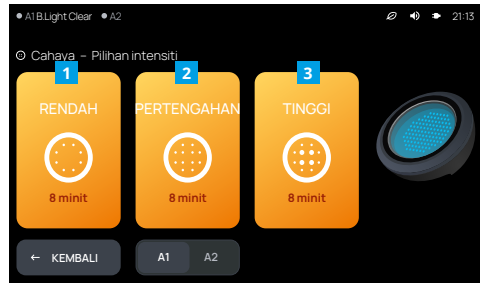 A1 B.Light Clear A2 21:13
Cahaya – Pilihan intensiti
1 2 3
RENDAH PERTENGAHAN TINGGI
8 minit 8 minit 8 minit
← KEMBALI A1 A2